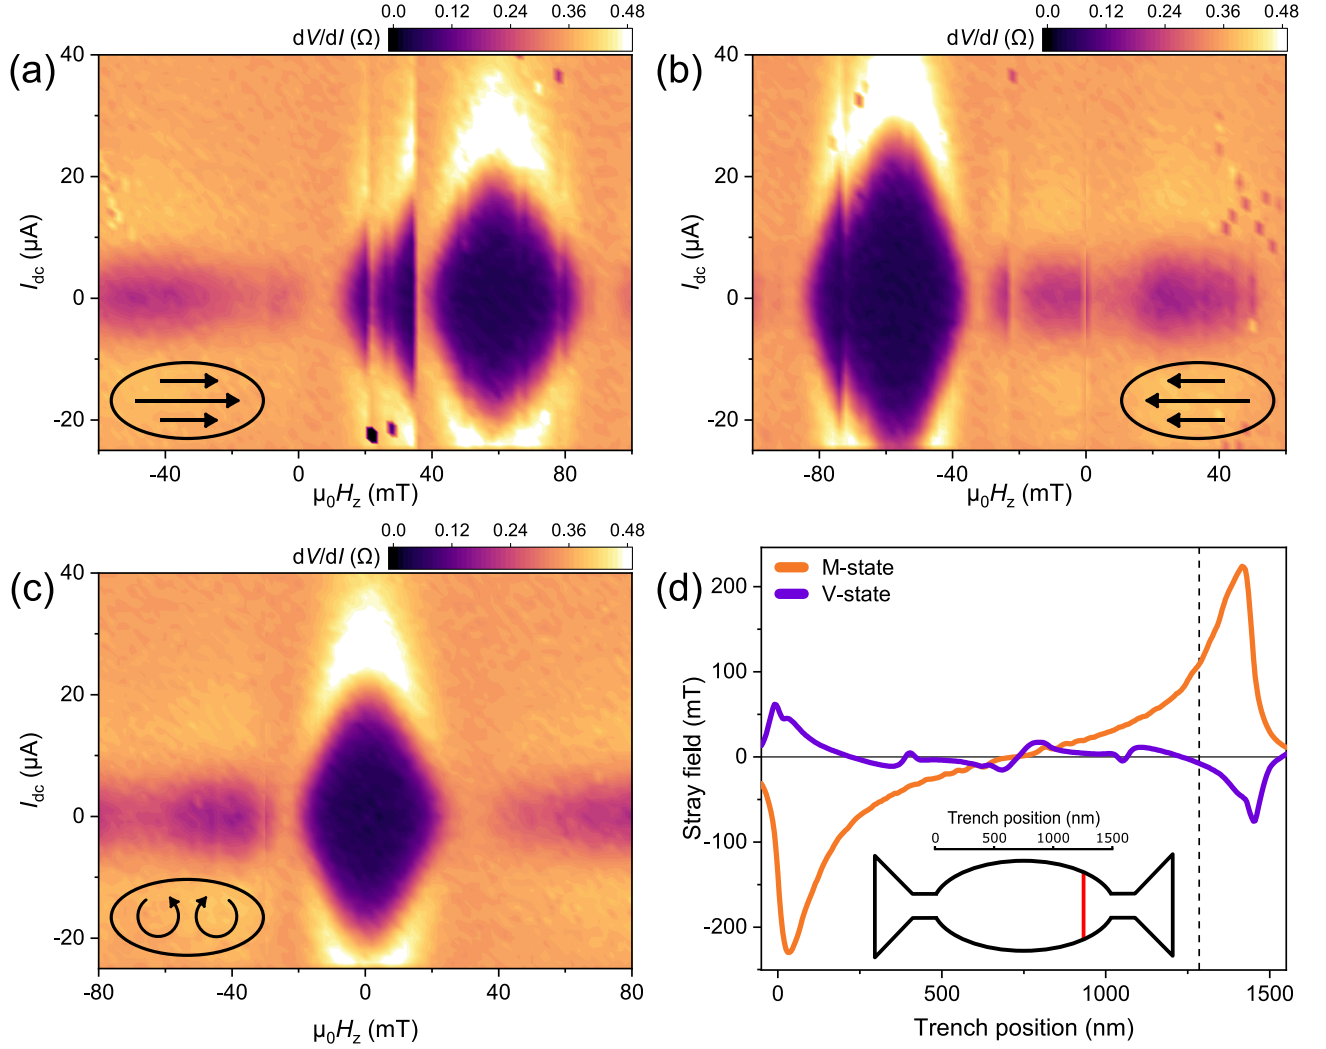 (a)
dV/dI (Ω)
0.0 0.12 0.24 0.36 0.48
40
20
0
-20
I_dc (µA)
-40 0 40 80
µ₀H_z (mT)
(b)
dV/dI (Ω)
0.0 0.12 0.24 0.36 0.48
40
20
0
-20
I_dc (µA)
-80 -40 0 40
µ₀H_z (mT)
(c)
dV/dI (Ω)
0.0 0.12 0.24 0.36 0.48
40
20
0
-20
I_dc (µA)
-80 -40 0 40 80
µ₀H_z (mT)
(d)
M-state
V-state
200
100
0
-100
-200
Stray field (mT)
Trench position (nm)
0 500 1000 1500
0 500 1000 1500
Trench position (nm)